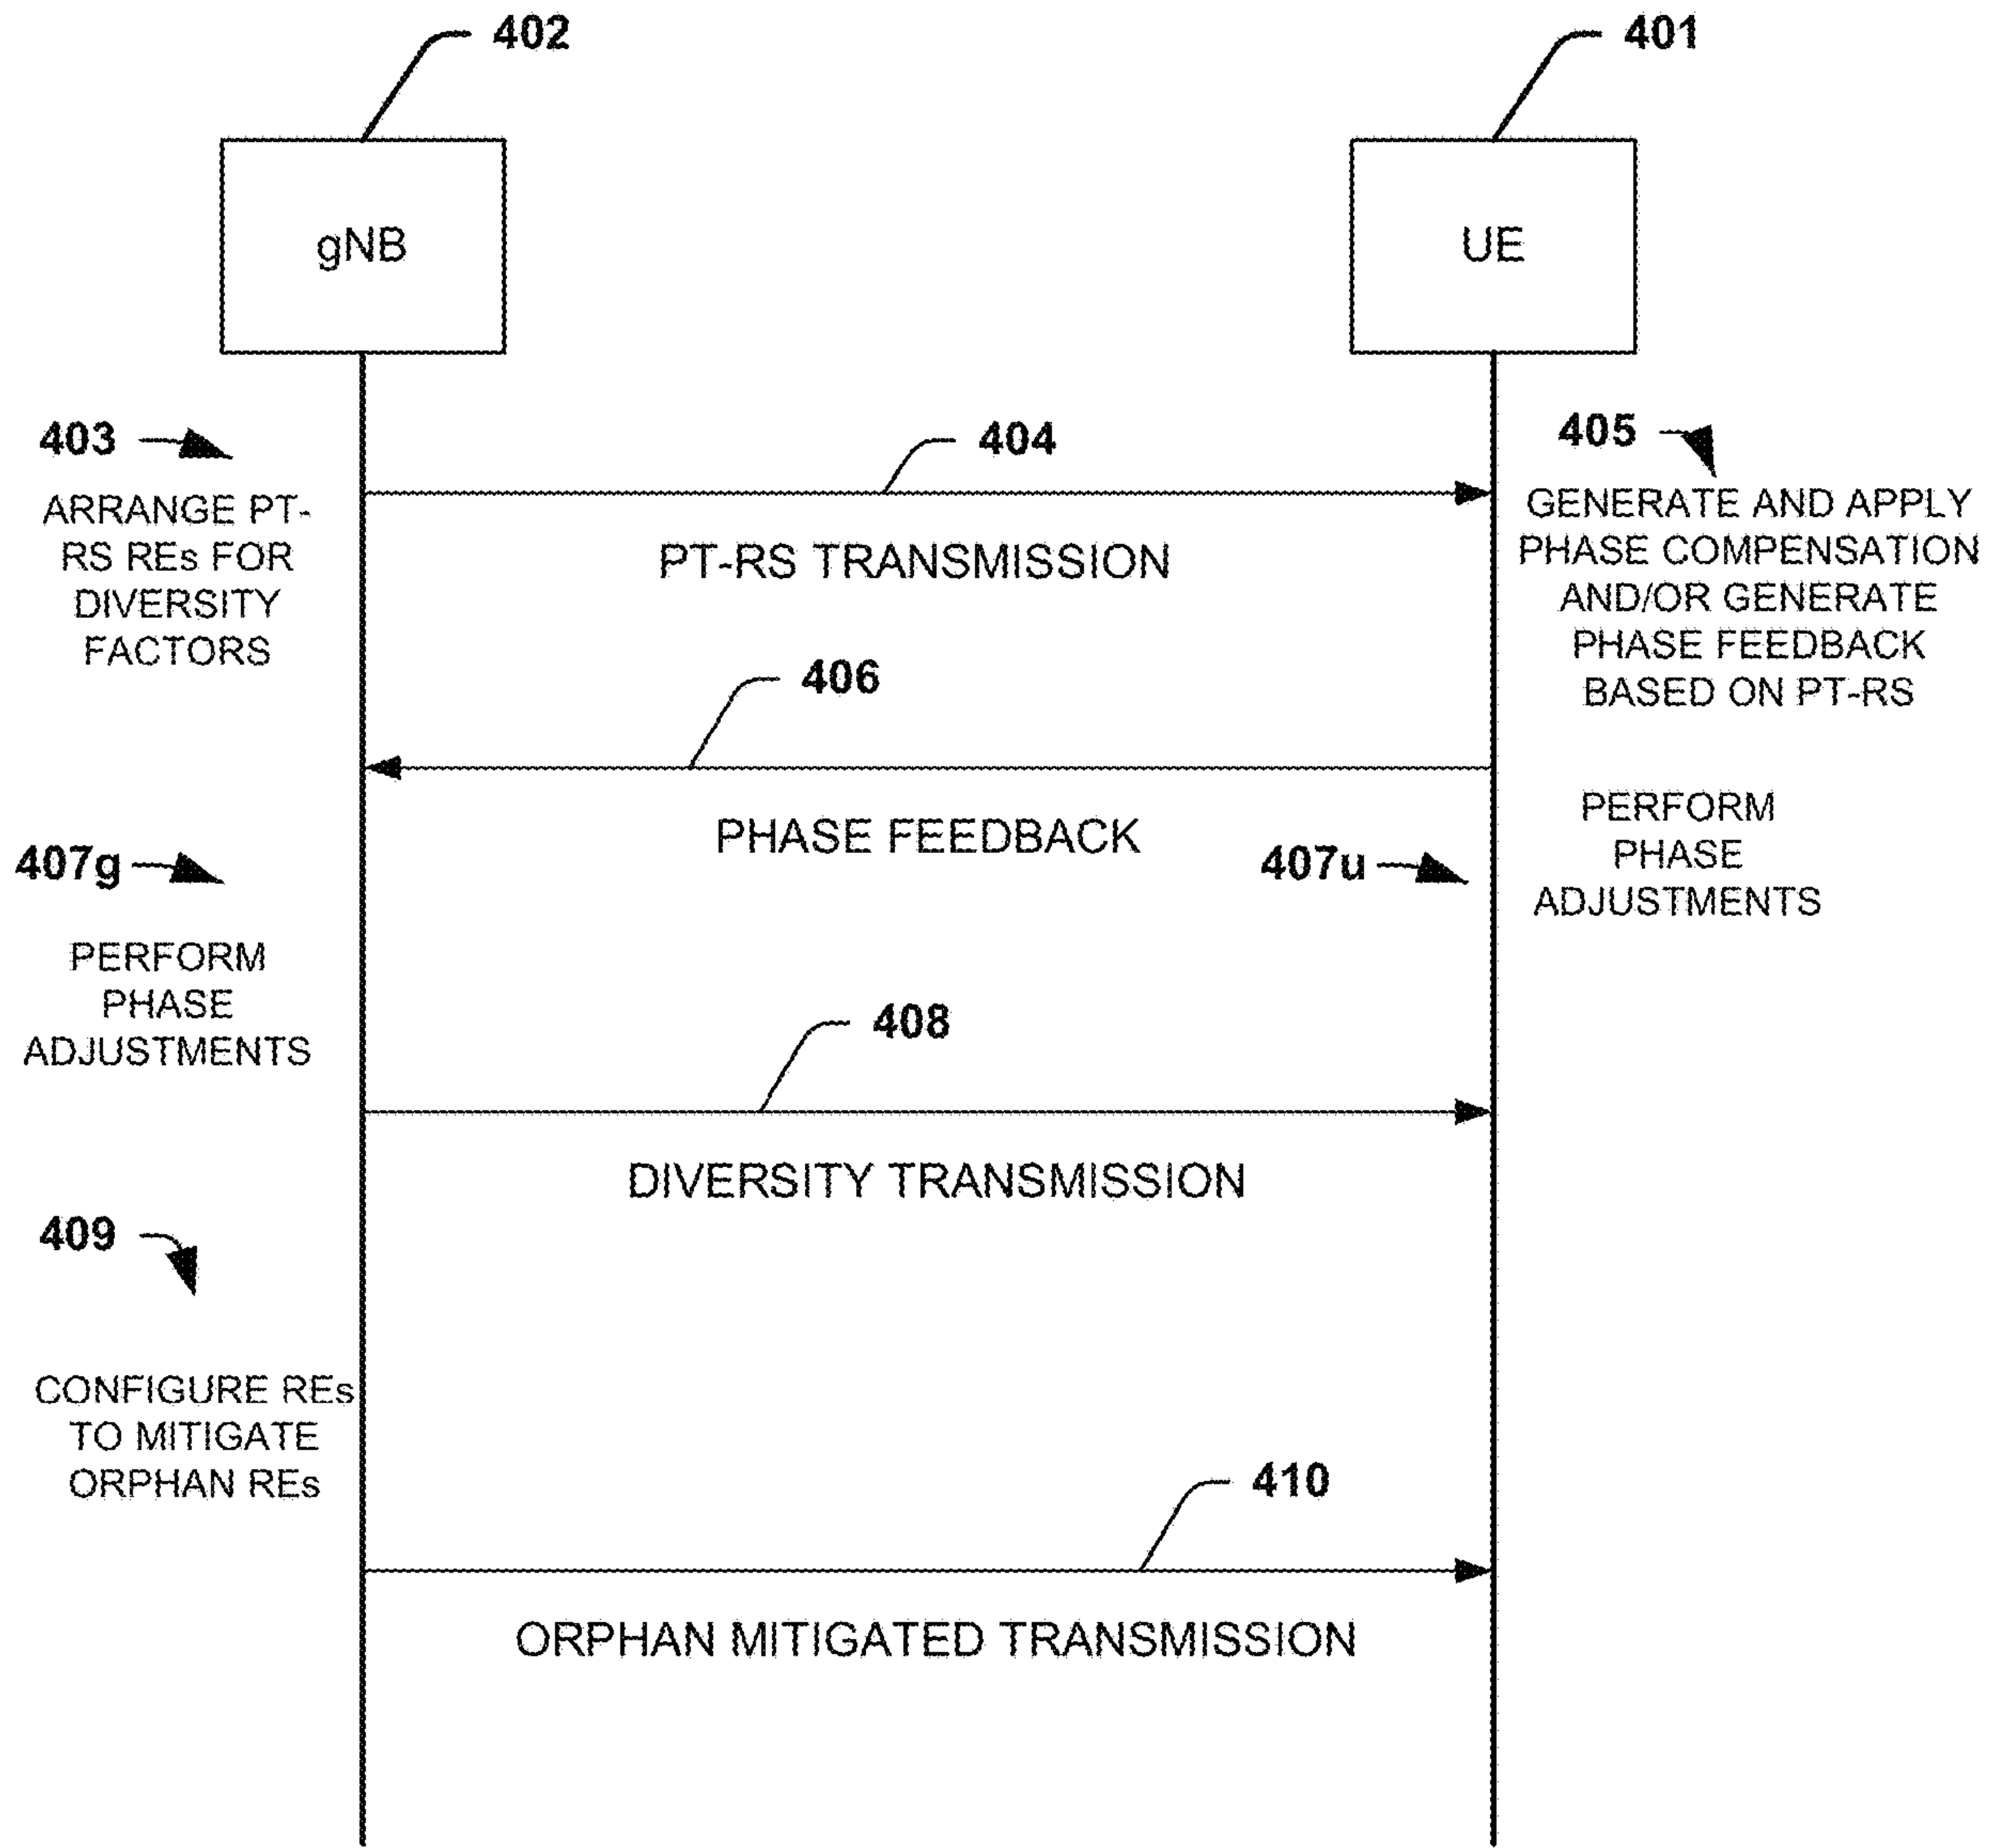 402
401
gNB
UE
403
ARRANGE PT-
RS REs FOR
DIVERSITY
FACTORS
404
PT-RS TRANSMISSION
405
GENERATE AND APPLY
PHASE COMPENSATION
AND/OR GENERATE
PHASE FEEDBACK
BASED ON PT-RS
406
PHASE FEEDBACK
407g
PERFORM
PHASE
ADJUSTMENTS
407u
PERFORM
PHASE
ADJUSTMENTS
408
DIVERSITY TRANSMISSION
409
CONFIGURE REs
TO MITIGATE
ORPHAN REs
410
ORPHAN MITIGATED TRANSMISSION